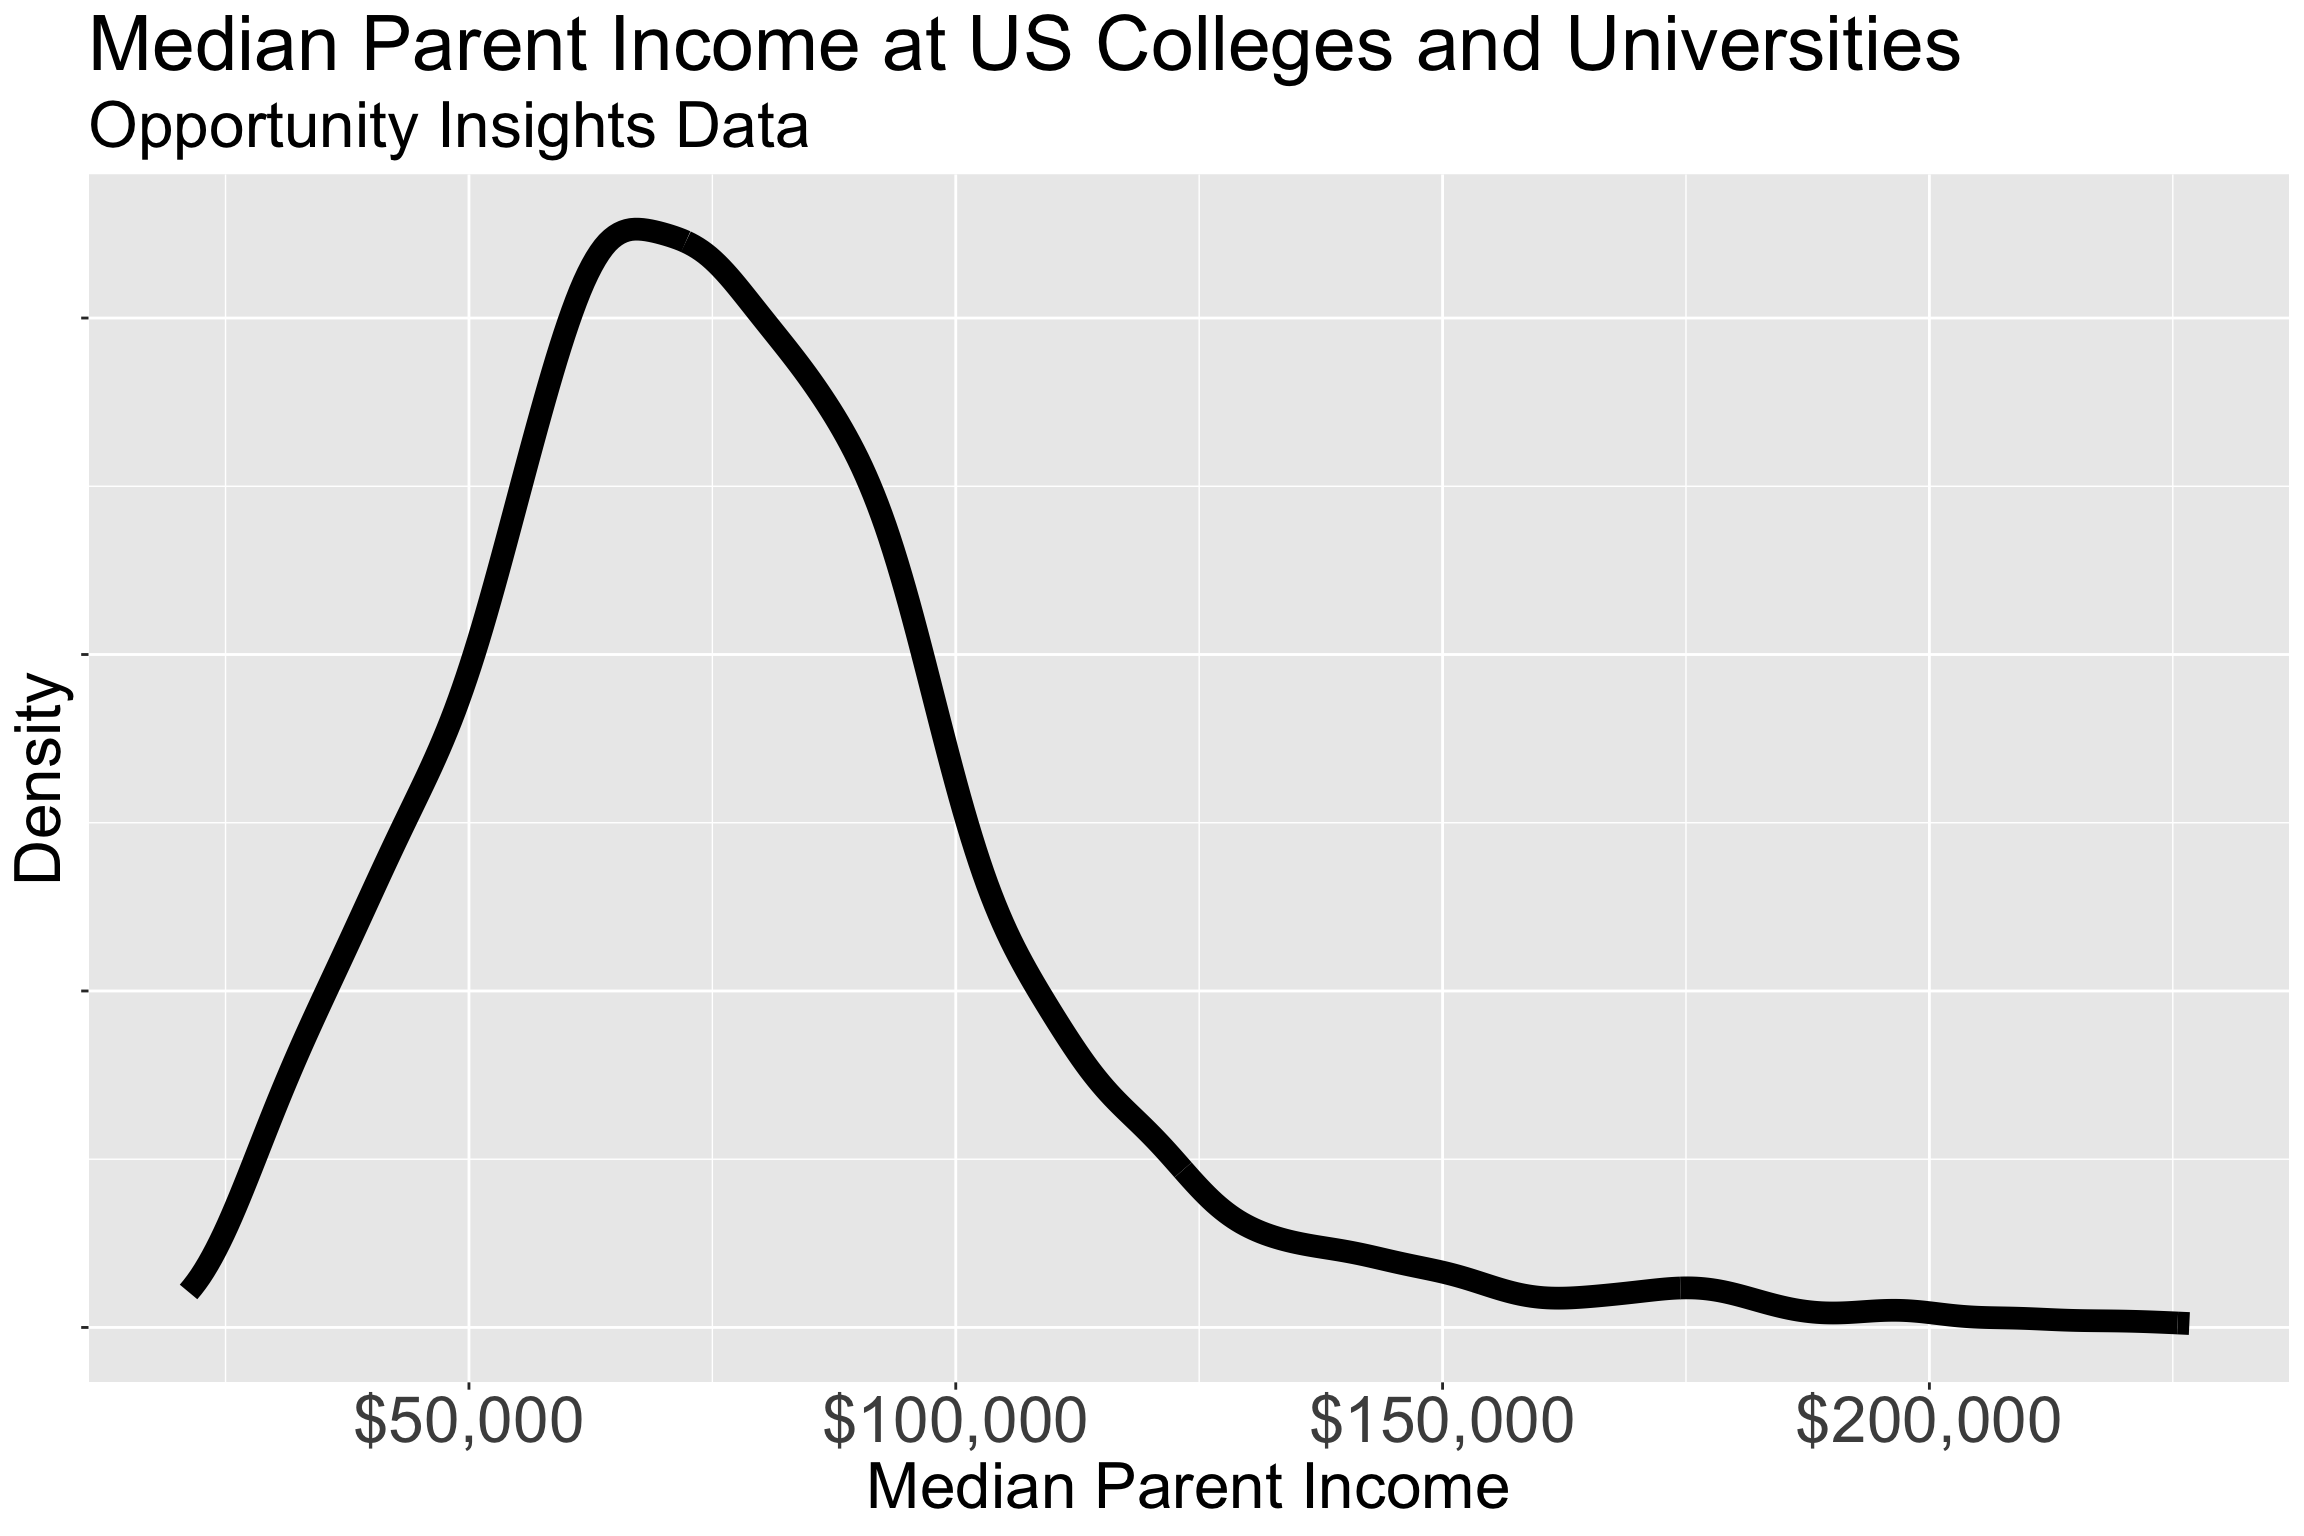 Median Parent Income at US Colleges and Universities
Opportunity Insights Data
Density
$50,000
$100,000
$150,000
$200,000
Median Parent Income